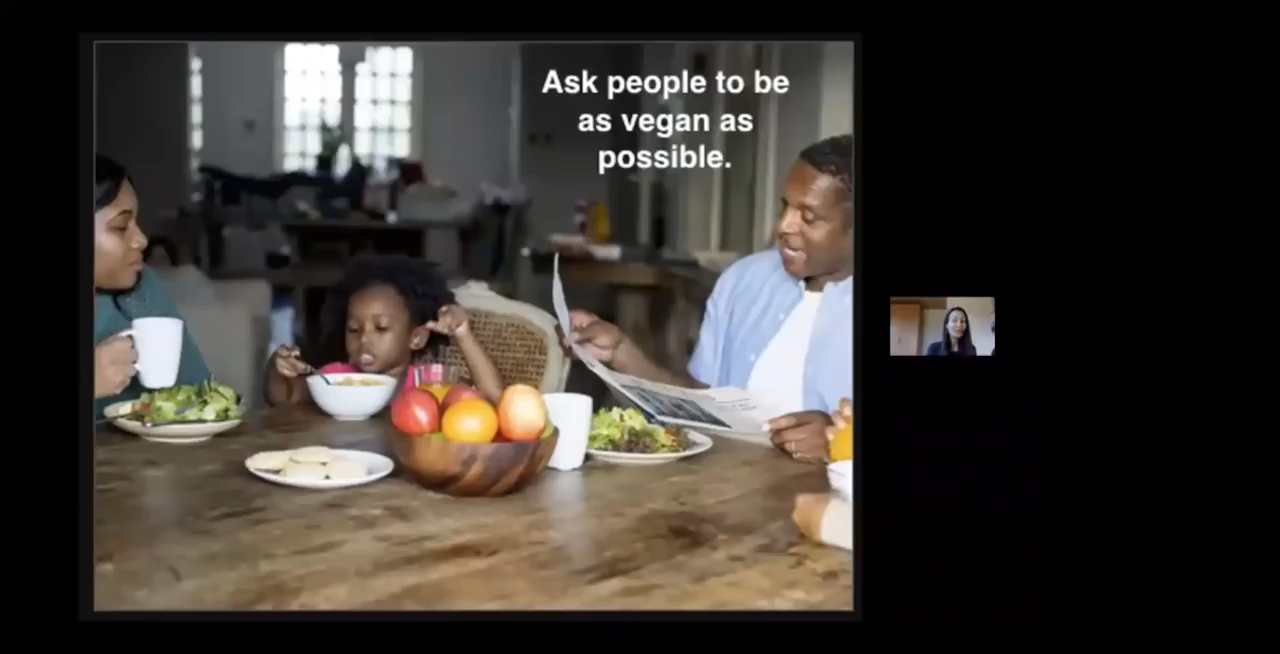 Ask people to be
as vegan as
possible.